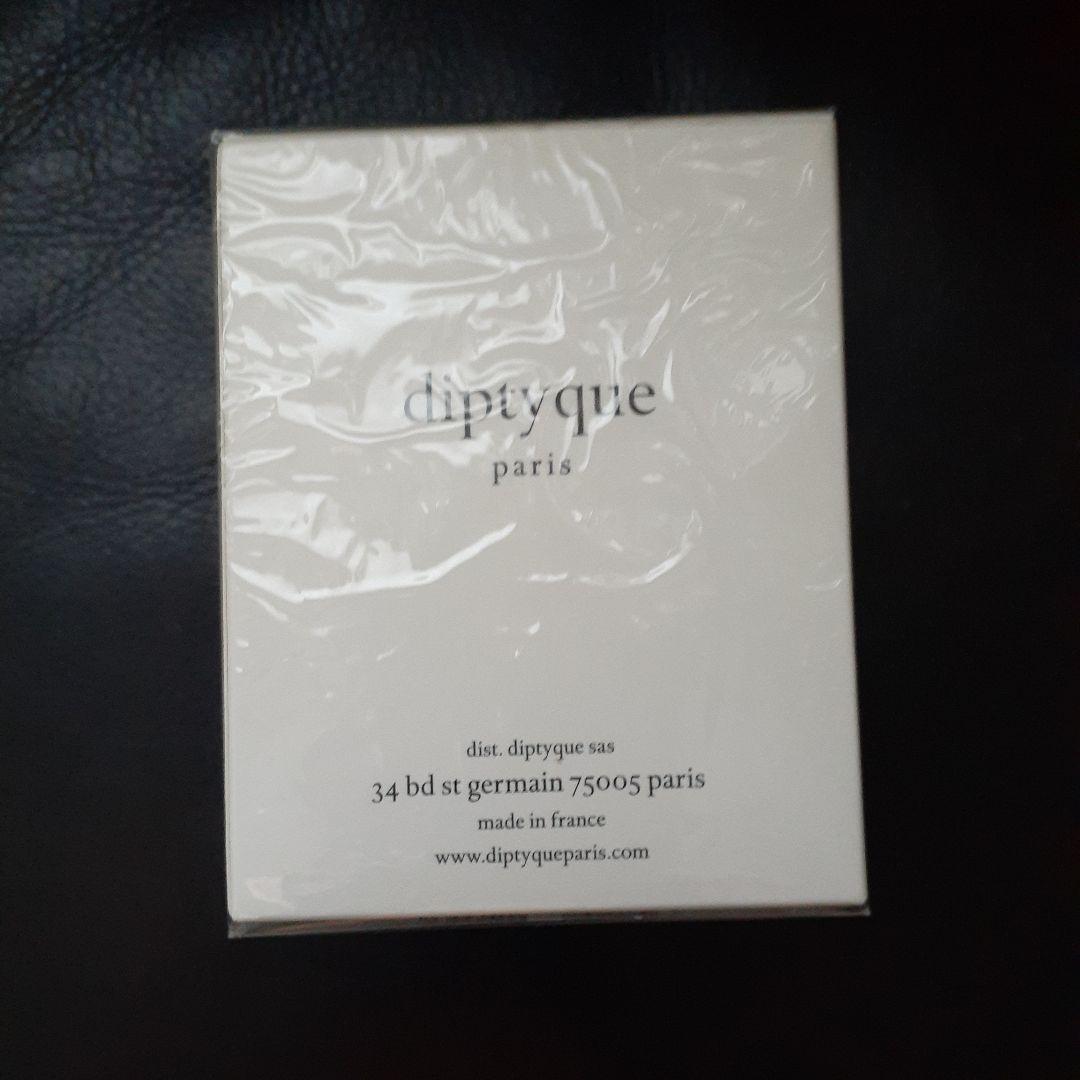 diptyque
paris
dist. diptyque sas
34 bd st germain 75005 paris
made in france
www.diptyqueparis.com